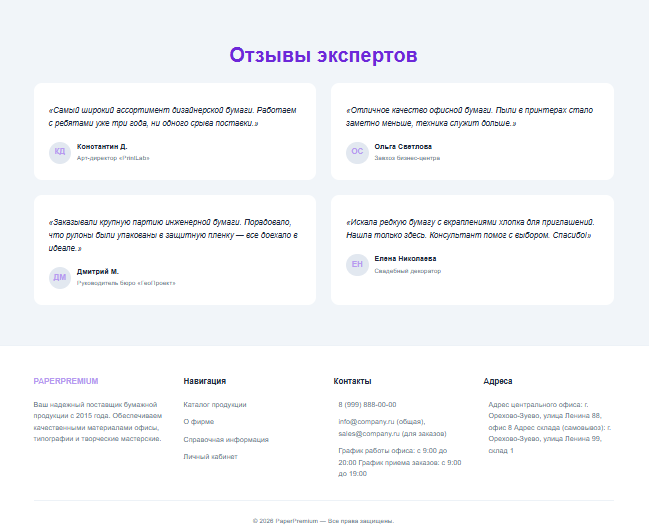 Отзывы экспертов
«Самый широкий ассортимент дизайнерской бумаги. Работаем
с ребятами уже три года, ни одного срыва поставки.»
КД
Константин Д.
Арт-директор «PrintLab»
«Отличное качество офисной бумаги. Пыли в принтерах стало
заметно меньше, техника служит дольше.»
ОС
Ольга Светлова
Завхоз бизнес-центра
«Заказывали крупную партию инженерной бумаги. Порадовало,
что рулоны были упакованы в защитную пленку — все доехало в
идеале.»
ДМ
Дмитрий М.
Руководитель бюро «ГеоПроект»
«Искала редкую бумагу с вкраплениями хлопка для приглашений.
Нашла только здесь. Консультант помог с выбором. Спасибо!»
ЕН
Елена Николаева
Свадебный декоратор
PAPERPREMIUM
Ваш надежный поставщик бумажной
продукции с 2015 года. Обеспечиваем
качественными материалами офисы,
типографии и творческие мастерские.
Навигация
Каталог продукции
О фирме
Справочная информация
Личный кабинет
Контакты
8 (999) 888-00-00
info@company.ru (общая),
sales@company.ru (для заказов)
График работы офиса: с 9:00 до
20:00 График приема заказов: с 9:00
до 19:00
Адреса
Адрес центрального офиса: г.
Орехово-Зуево, улица Ленина 88,
офис 8 Адрес склада (самовывоз): г.
Орехово-Зуево, улица Ленина 99,
склад 1
© 2026 PaperPremium — Все права защищены.